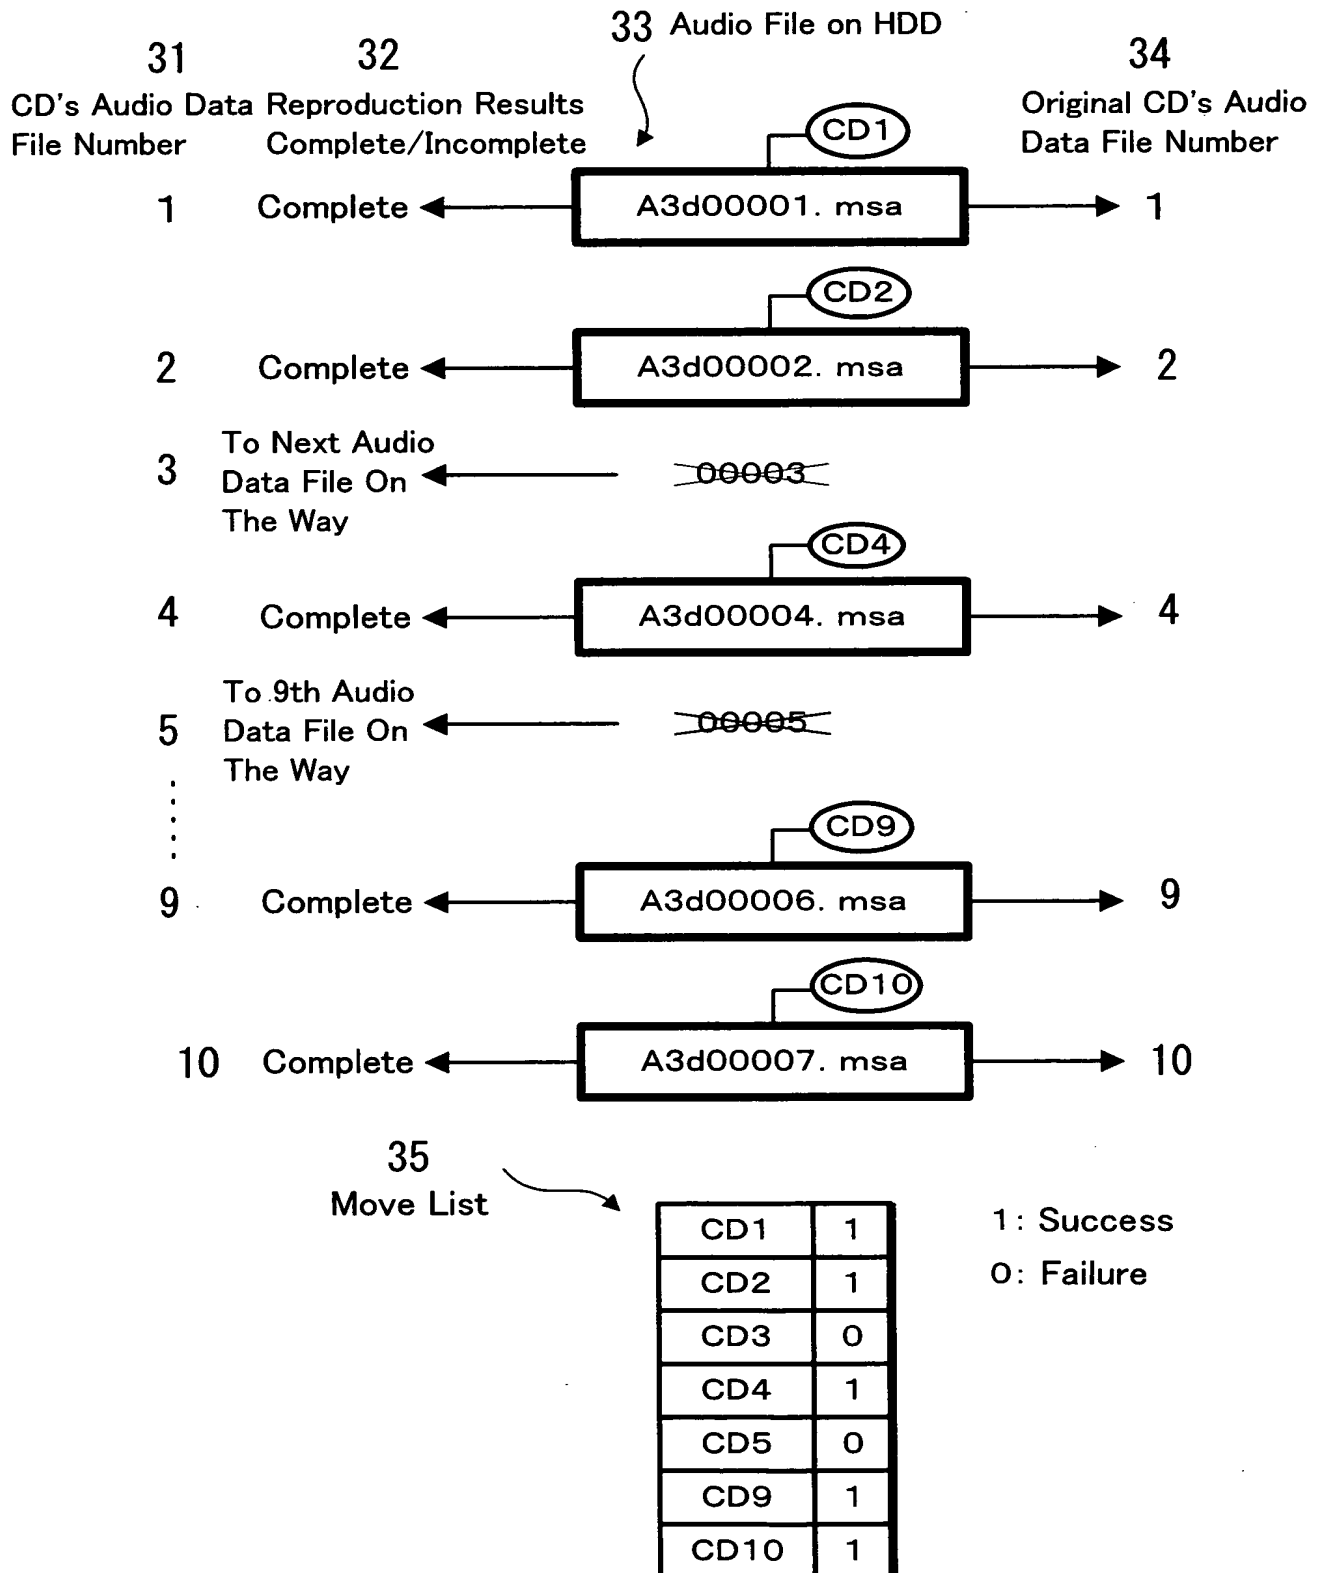 33 Audio File on HDD
31
32
34
CD's Audio Data
File Number
Reproduction Results
Complete/Incomplete
Original CD's Audio
Data File Number
CD1
1
Complete
A3d00001. msa
1
CD2
2
Complete
A3d00002. msa
2
3
To Next Audio
Data File On
The Way
00003
CD4
4
Complete
A3d00004. msa
4
5
To 9th Audio
Data File On
The Way
00005
CD9
9
Complete
A3d00006. msa
9
CD10
10
Complete
A3d00007. msa
10
35
Move List
CD1 1
CD2 1
CD3 0
CD4 1
CD5 0
CD9 1
CD10 1
1: Success
0: Failure